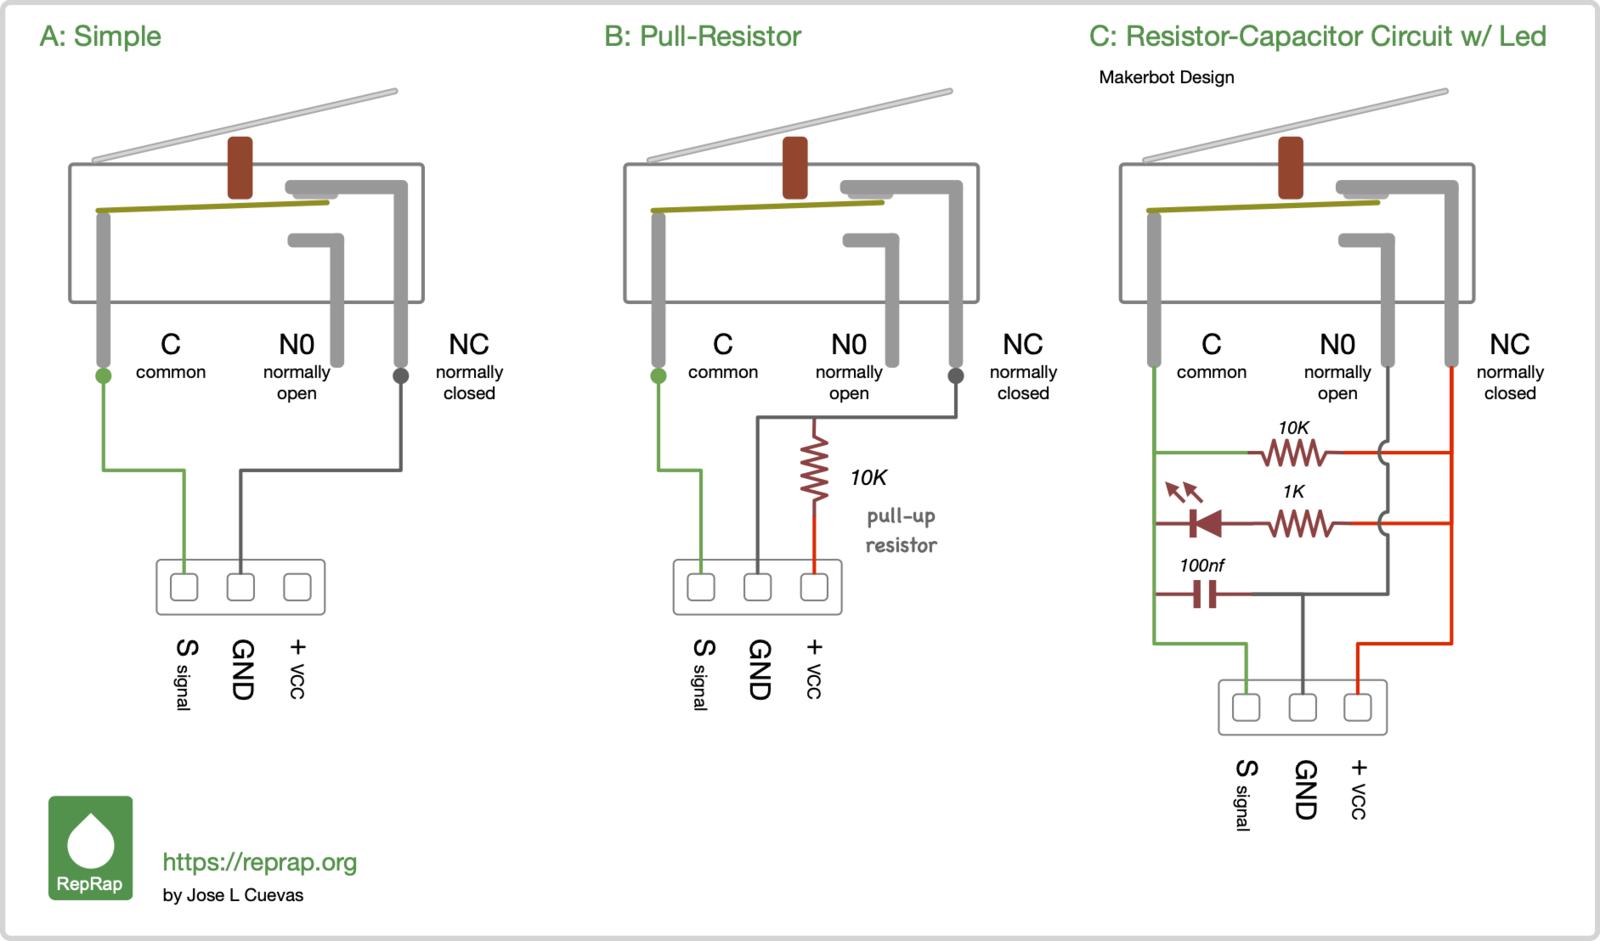 A: Simple
B: Pull-Resistor
C: Resistor-Capacitor Circuit w/ Led
Makerbot Design
C
common
N0
normally
open
NC
normally
closed
S
signal
GND
+
VCC
C
common
N0
normally
open
NC
normally
closed
10K
pull-up
resistor
S
signal
GND
+
VCC
C
common
N0
normally
open
NC
normally
closed
10K
1K
100nf
S
signal
GND
+
VCC
RepRap
https://reprap.org
by Jose L Cuevas